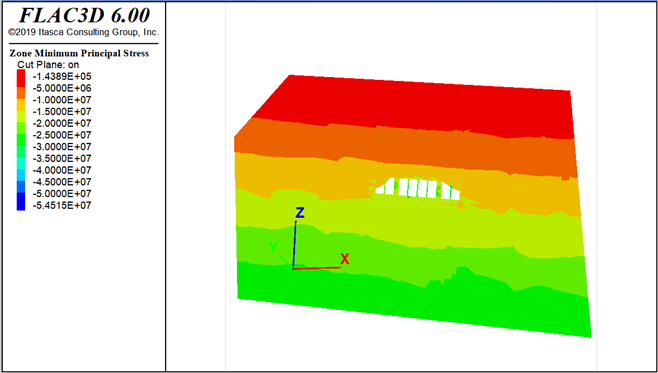 FLAC3D 6.00
©2019 Itasca Consulting Group, Inc.
Zone Minimum Principal Stress
Cut Plane: on
-1.4389E+05
-5.0000E+06
-1.0000E+07
-1.5000E+07
-2.0000E+07
-2.5000E+07
-3.0000E+07
-3.5000E+07
-4.0000E+07
-4.5000E+07
-5.0000E+07
-5.4515E+07
Z
Y
X